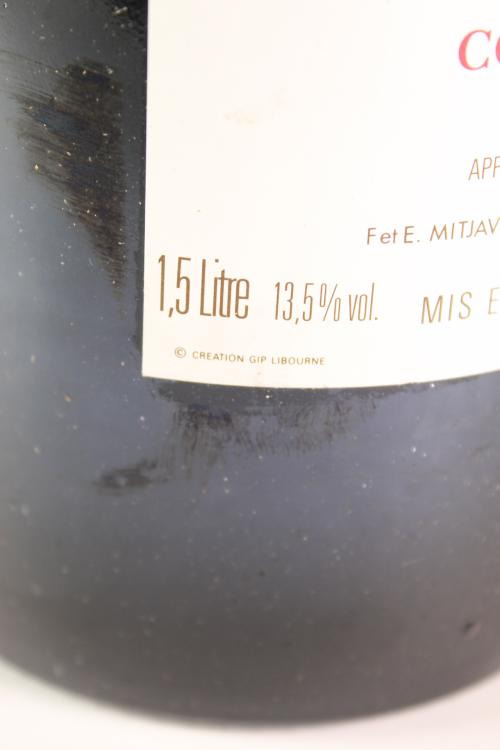 CO
APP
F et E. MITJAV
1,5 Litre 13,5% vol. MIS E
© CREATION GIP LIBOURNE